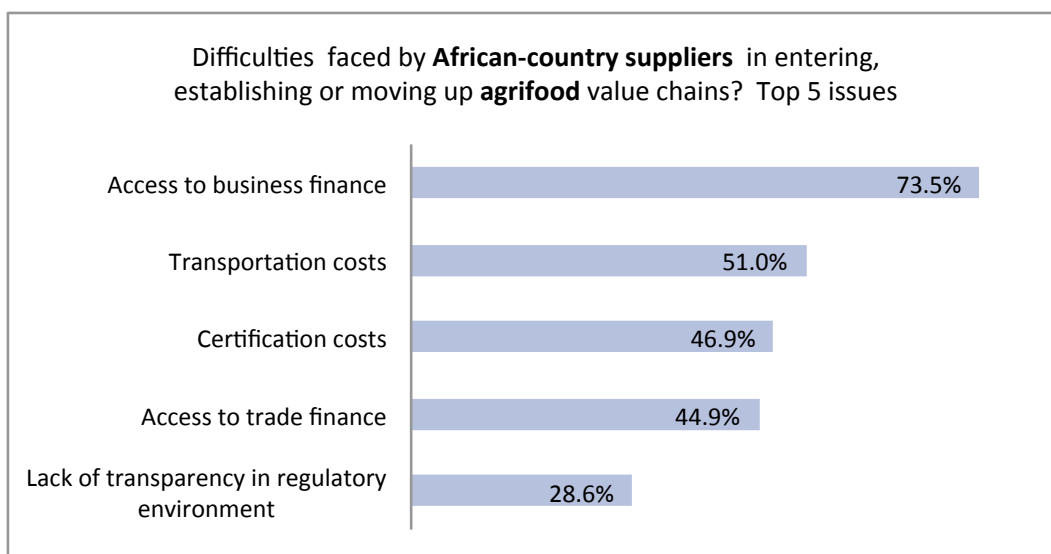 Difficulties faced by African-country suppliers in entering,
establishing or moving up agrifood value chains? Top 5 issues
Access to business finance
73.5%
Transportation costs
51.0%
Certification costs
46.9%
Access to trade finance
44.9%
Lack of transparency in regulatory
environment
28.6%